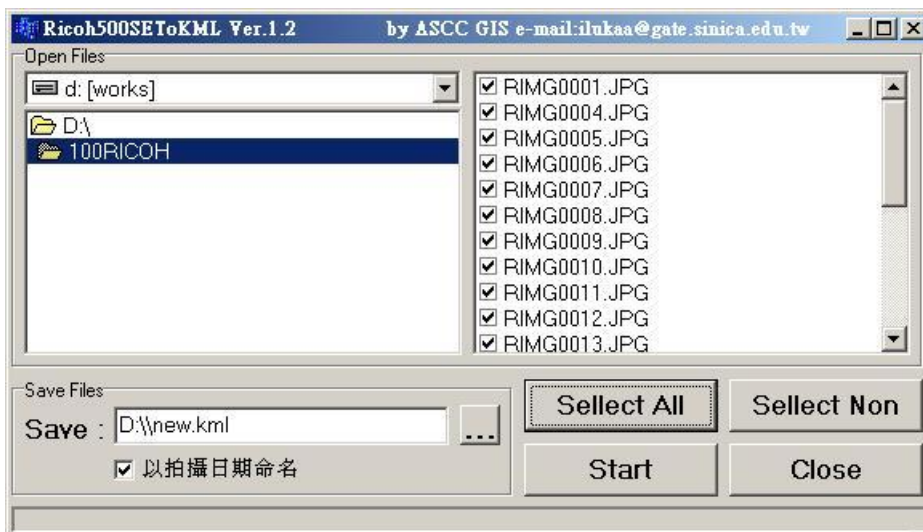 Ricoh500SEToKML Ver.1.2 by ASCC GIS e-mail:ilukaa@gate.sinica.edu.tw
Open Files
d: [works]
D:\
100RICOH
RIMG0001.JPG
RIMG0004.JPG
RIMG0005.JPG
RIMG0006.JPG
RIMG0007.JPG
RIMG0008.JPG
RIMG0009.JPG
RIMG0010.JPG
RIMG0011.JPG
RIMG0012.JPG
RIMG0013.JPG
Save Files
Save : D:\\new.kml ...
以拍攝日期命名
Sellect All Sellect Non
Start Close